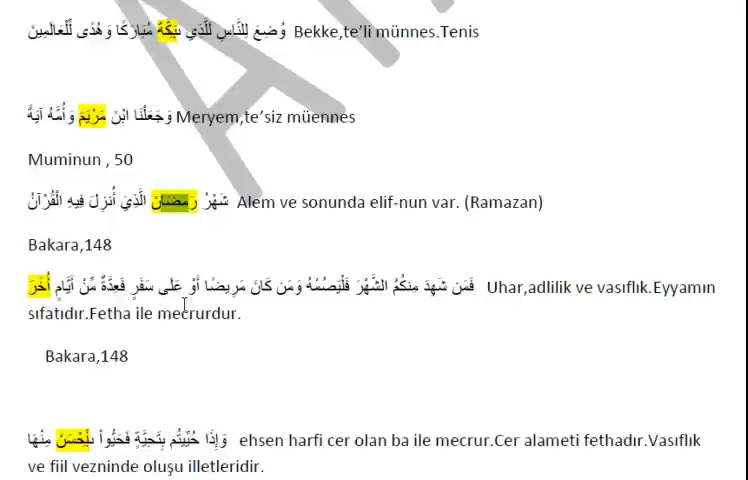 وُضِعَ لِلنَّاسِ لَلَّذِي بِبَكَّةَ مُبَارَكًا وَهُدًى لِّلْعَالَمِينَ Bekke,te’li münnes.Tenis
وَجَعَلْنَا ابْنَ مَرْيَمَ وَأُمَّهُ آيَةً Meryem,te’siz müennes
Muminun , 50
شَهْرُ رَمَضَانَ الَّذِيَ أُنزِلَ فِيهِ الْقُرْآنُ Alem ve sonunda elif-nun var. (Ramazan)
Bakara,148
فَمَن شَهِدَ مِنكُمُ الشَّهْرَ فَلْيَصُمْهُ وَمَن كَانَ مَرِيضًا أَوْ عَلَى سَفَرٍ فَعِدَّةٌ مِّنْ أَيَّامٍ أُخَرَ Uhar,adlilik ve vasıflık.Eyyamın
sıfatıdır.Fetha ile mecrurdur.
Bakara,148
وَإِذَا حُيِّيْتُم بِتَحِيَّةٍ فَحَيُّواْ بِأَحْسَنَ مِنْهَا ehsen harfi cer olan ba ile mecrur.Cer alameti fethadır.Vasıflık
ve fiil vezninde oluşu illetleridir.